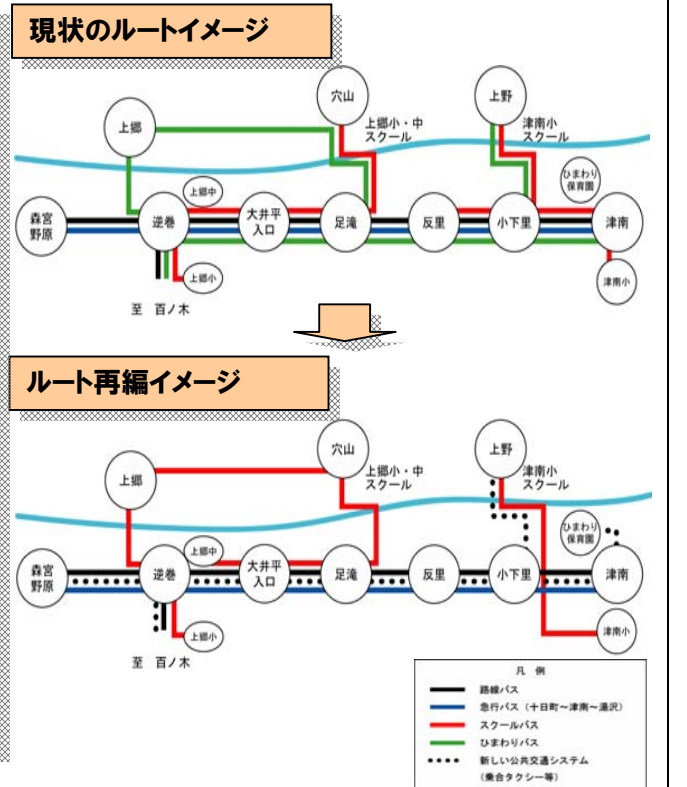 現状のルートイメージ
穴山
上野
上郷
上郷小・中
スクール
津南小
スクール
ひまわり
保育園
上郷中
森宮
野原
逆巻
大井平
入口
足滝
反里
小下里
津南
上郷小
津南小
至 百ノ木
ルート再編イメージ
穴山
上野
上郷
上郷小・中
スクール
津南小
スクール
ひまわり
保育園
上郷中
森宮
野原
逆巻
大井平
入口
足滝
反里
小下里
津南
上郷小
津南小
至 百ノ木
凡 例
路線バス
急行バス（十日町～津南～湯沢）
スクールバス
ひまわりバス
新しい公共交通システム
（乗合タクシー等）